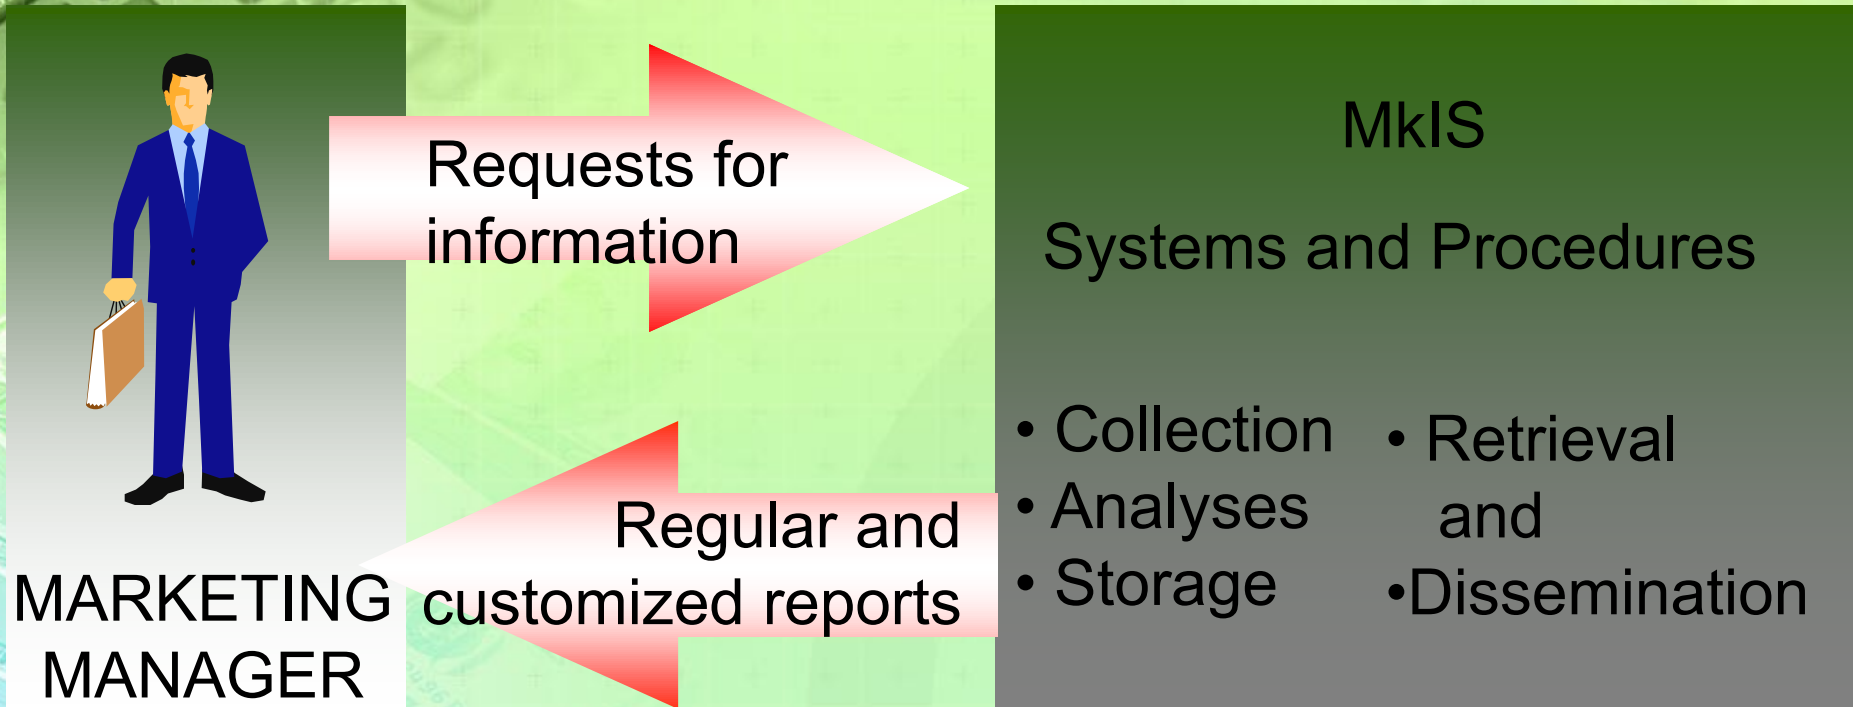 MARKETING
MANAGER
Requests for
information
Regular and
customized reports
MkIS
Systems and Procedures
• Collection
• Analyses
• Storage
• Retrieval
and
•Dissemination